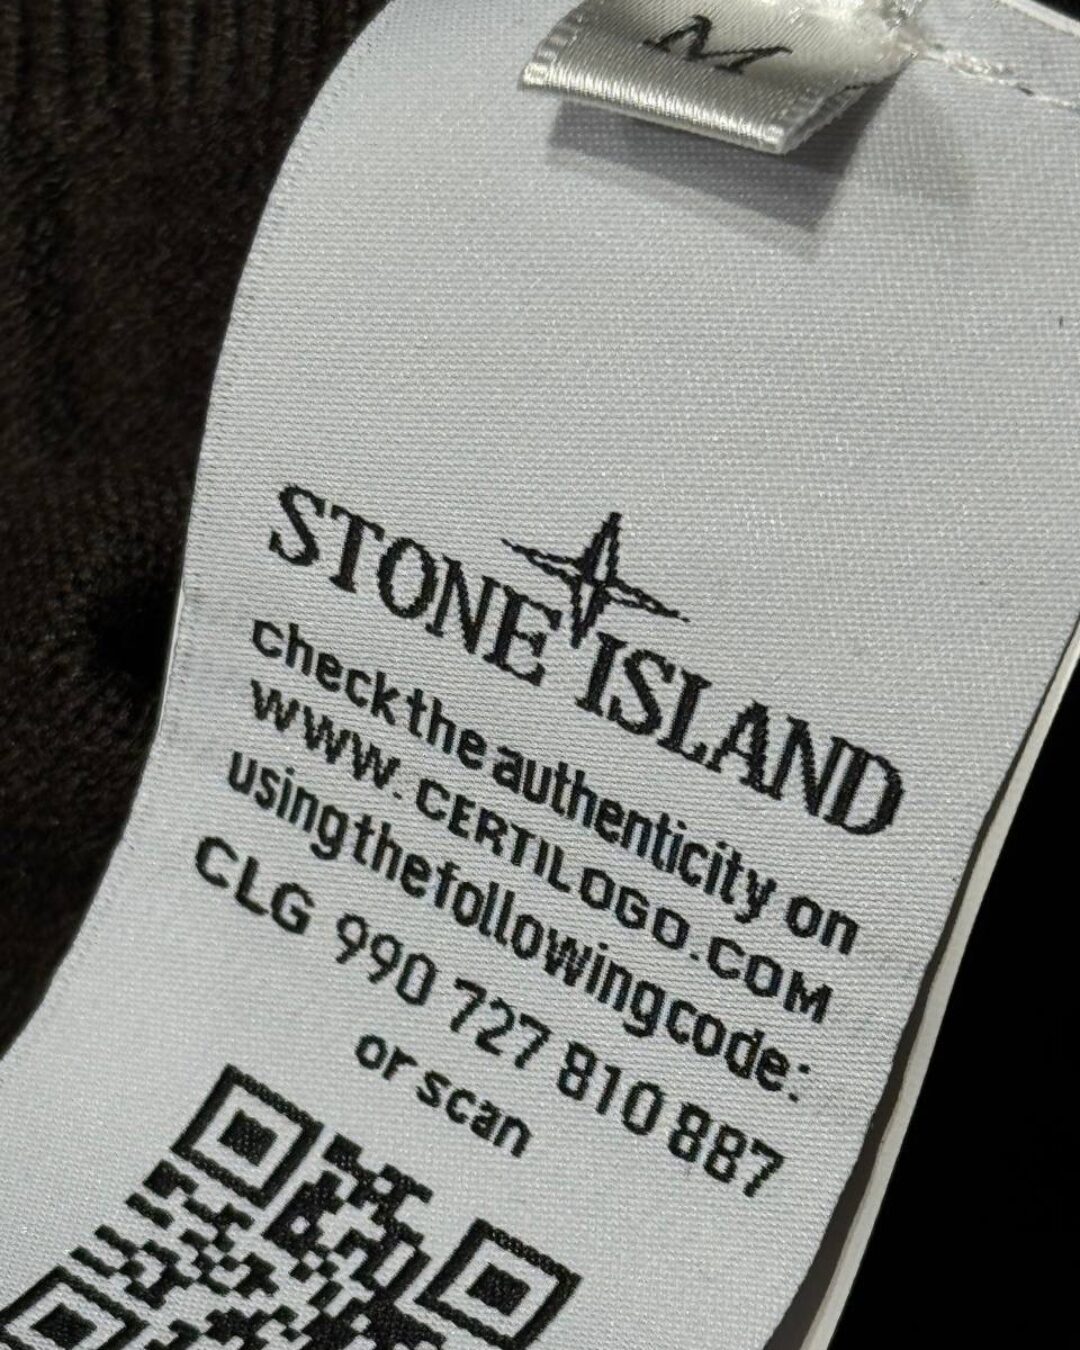 M
STONE ISLAND
check the authenticity on
WWW.CERTILOGO.COM
using the following code:
CLG 990 727 810 887
or scan